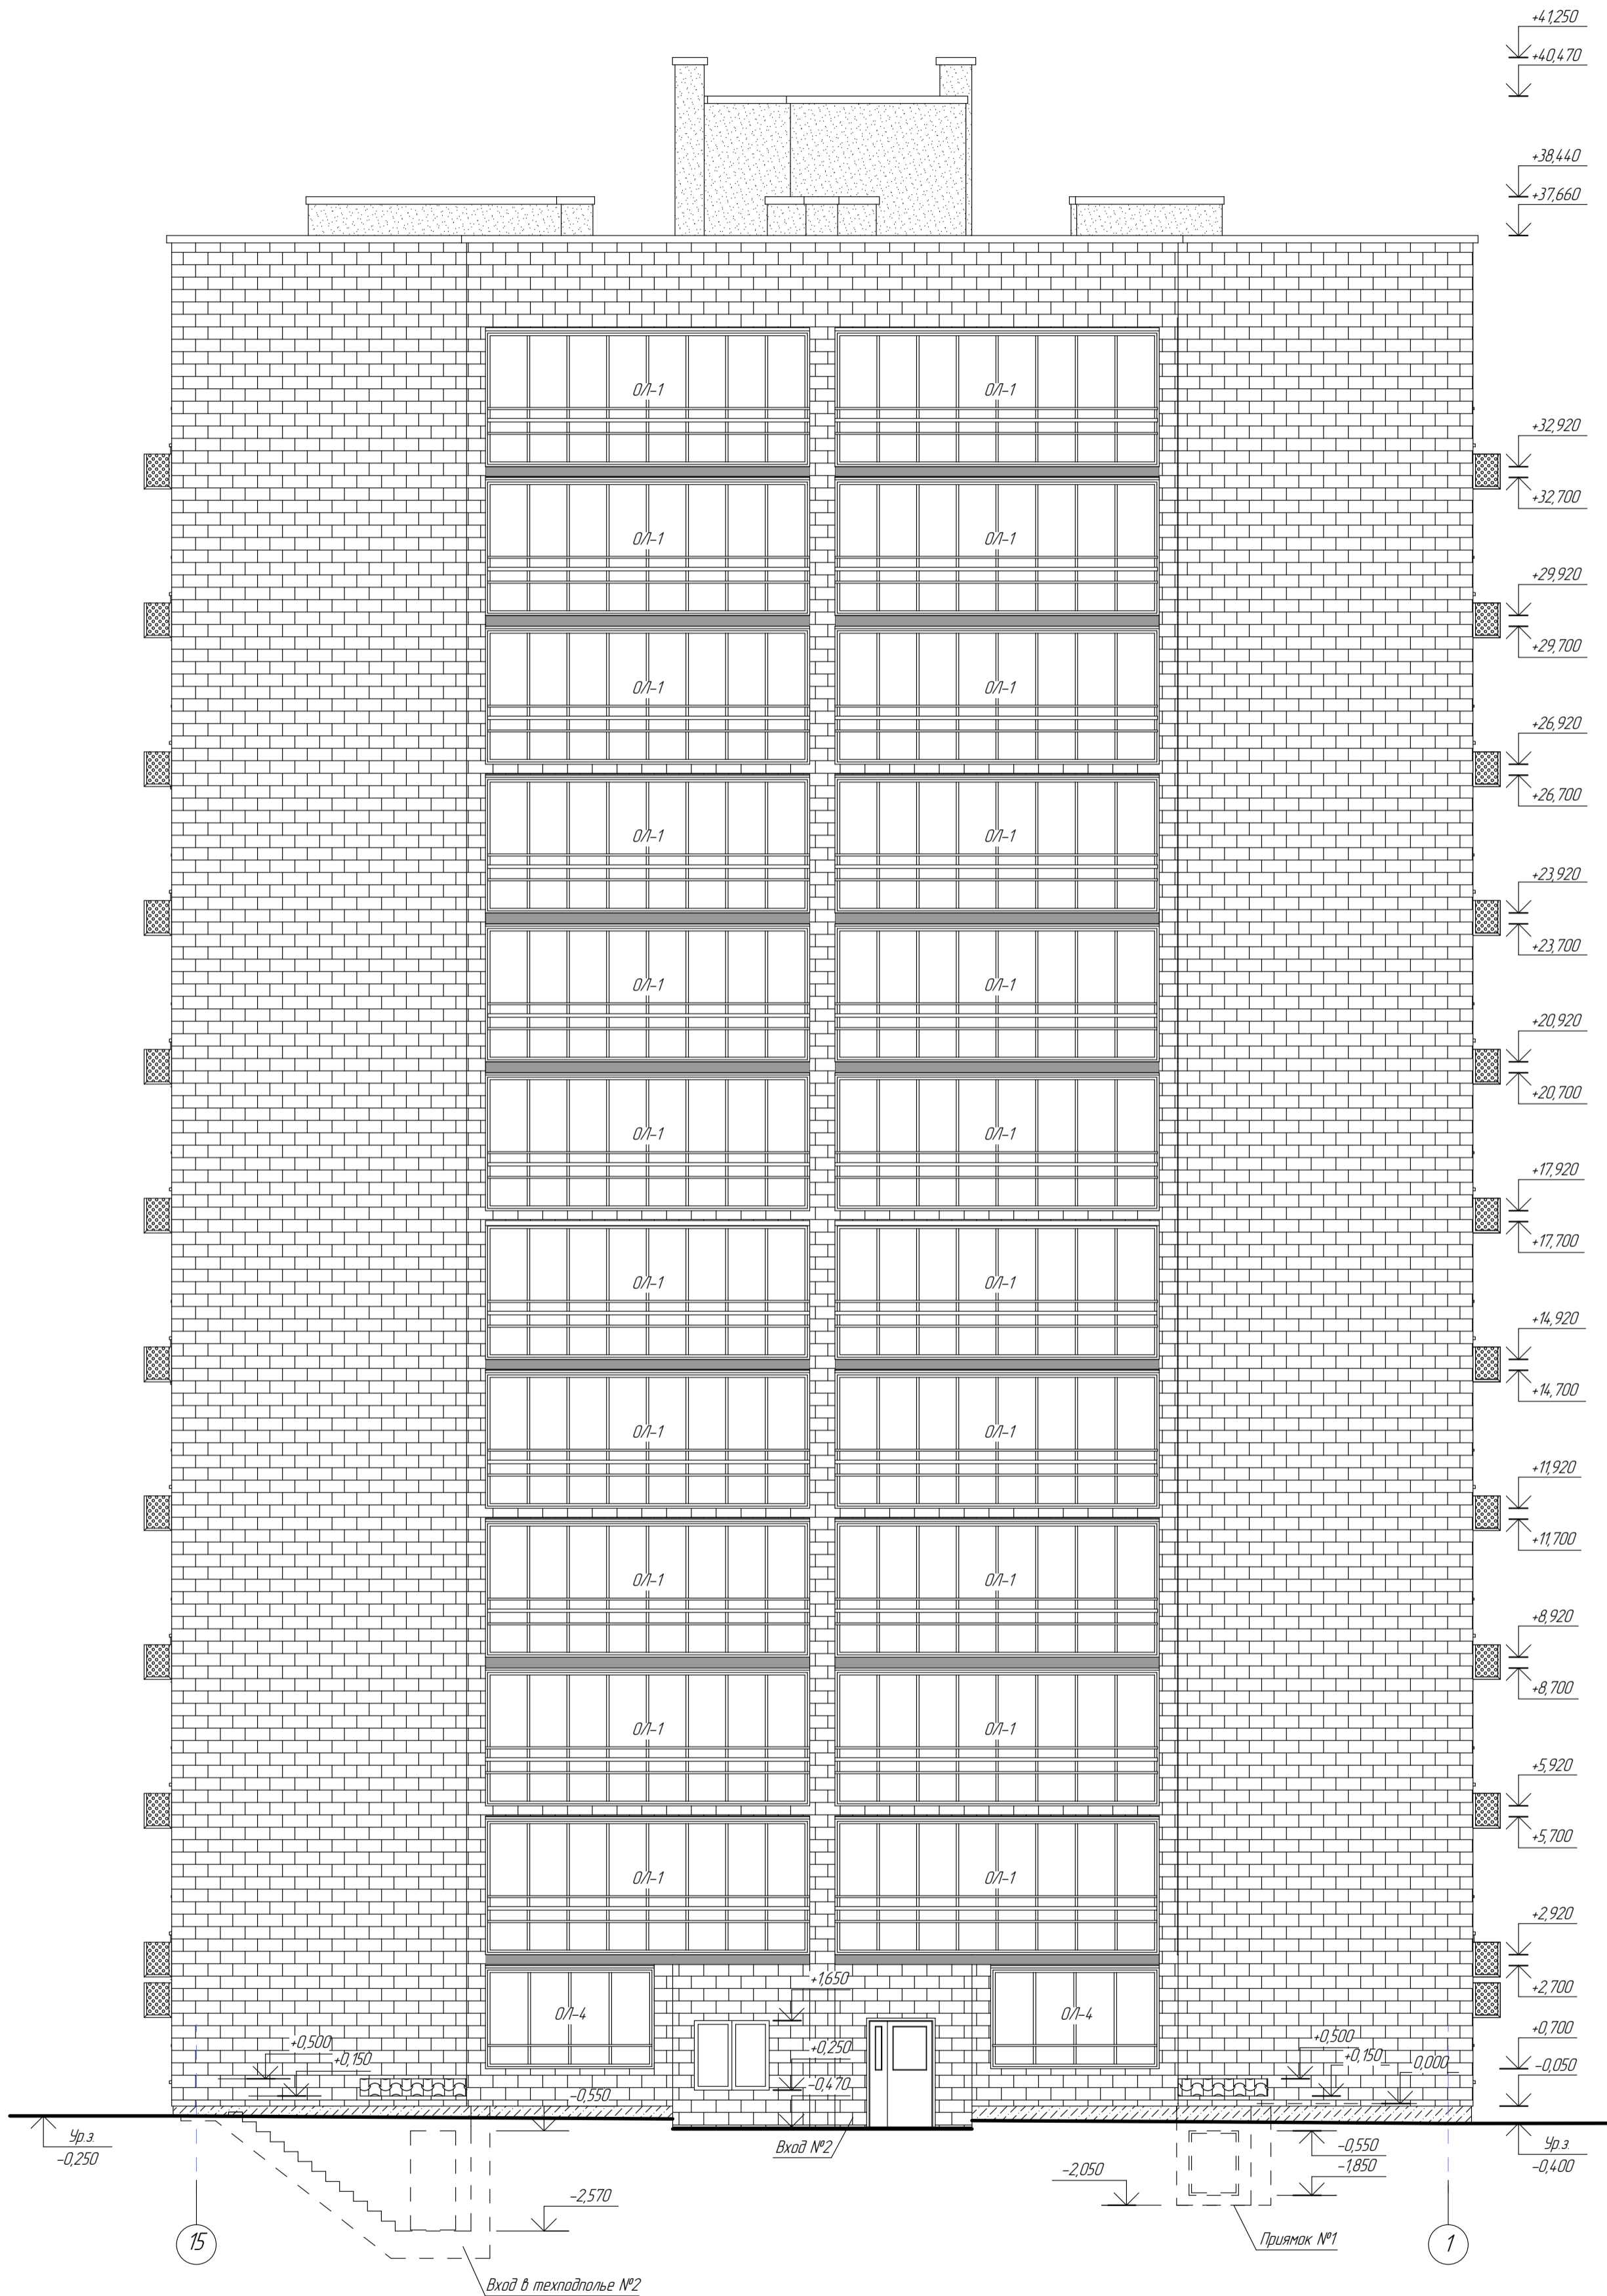 +41,250
+40,470
+38,440
+37,660
ОЛ-1 ОЛ-1
+32,920
+32,700
ОЛ-1 ОЛ-1
+29,920
+29,700
ОЛ-1 ОЛ-1
+26,920
+26,700
ОЛ-1 ОЛ-1
+23,920
+23,700
ОЛ-1 ОЛ-1
+20,920
+20,700
ОЛ-1 ОЛ-1
+17,920
+17,700
ОЛ-1 ОЛ-1
+14,920
+14,700
ОЛ-1 ОЛ-1
+11,920
+11,700
ОЛ-1 ОЛ-1
+8,920
+8,700
ОЛ-1 ОЛ-1
+5,920
+5,700
ОЛ-1 ОЛ-1
+2,920
+2,700
+1,650
ОЛ-4 ОЛ-4
+0,500
+0,150
+0,250
-0,470
-0,550
+0,500
+0,150
0,000
+0,700
-0,050
Ур.з.
-0,250
Вход №2
-0,550
-1,850
-2,050
Ур.з.
-0,400
-2,570
15
Приямок №1
1
Вход в техподполье №2